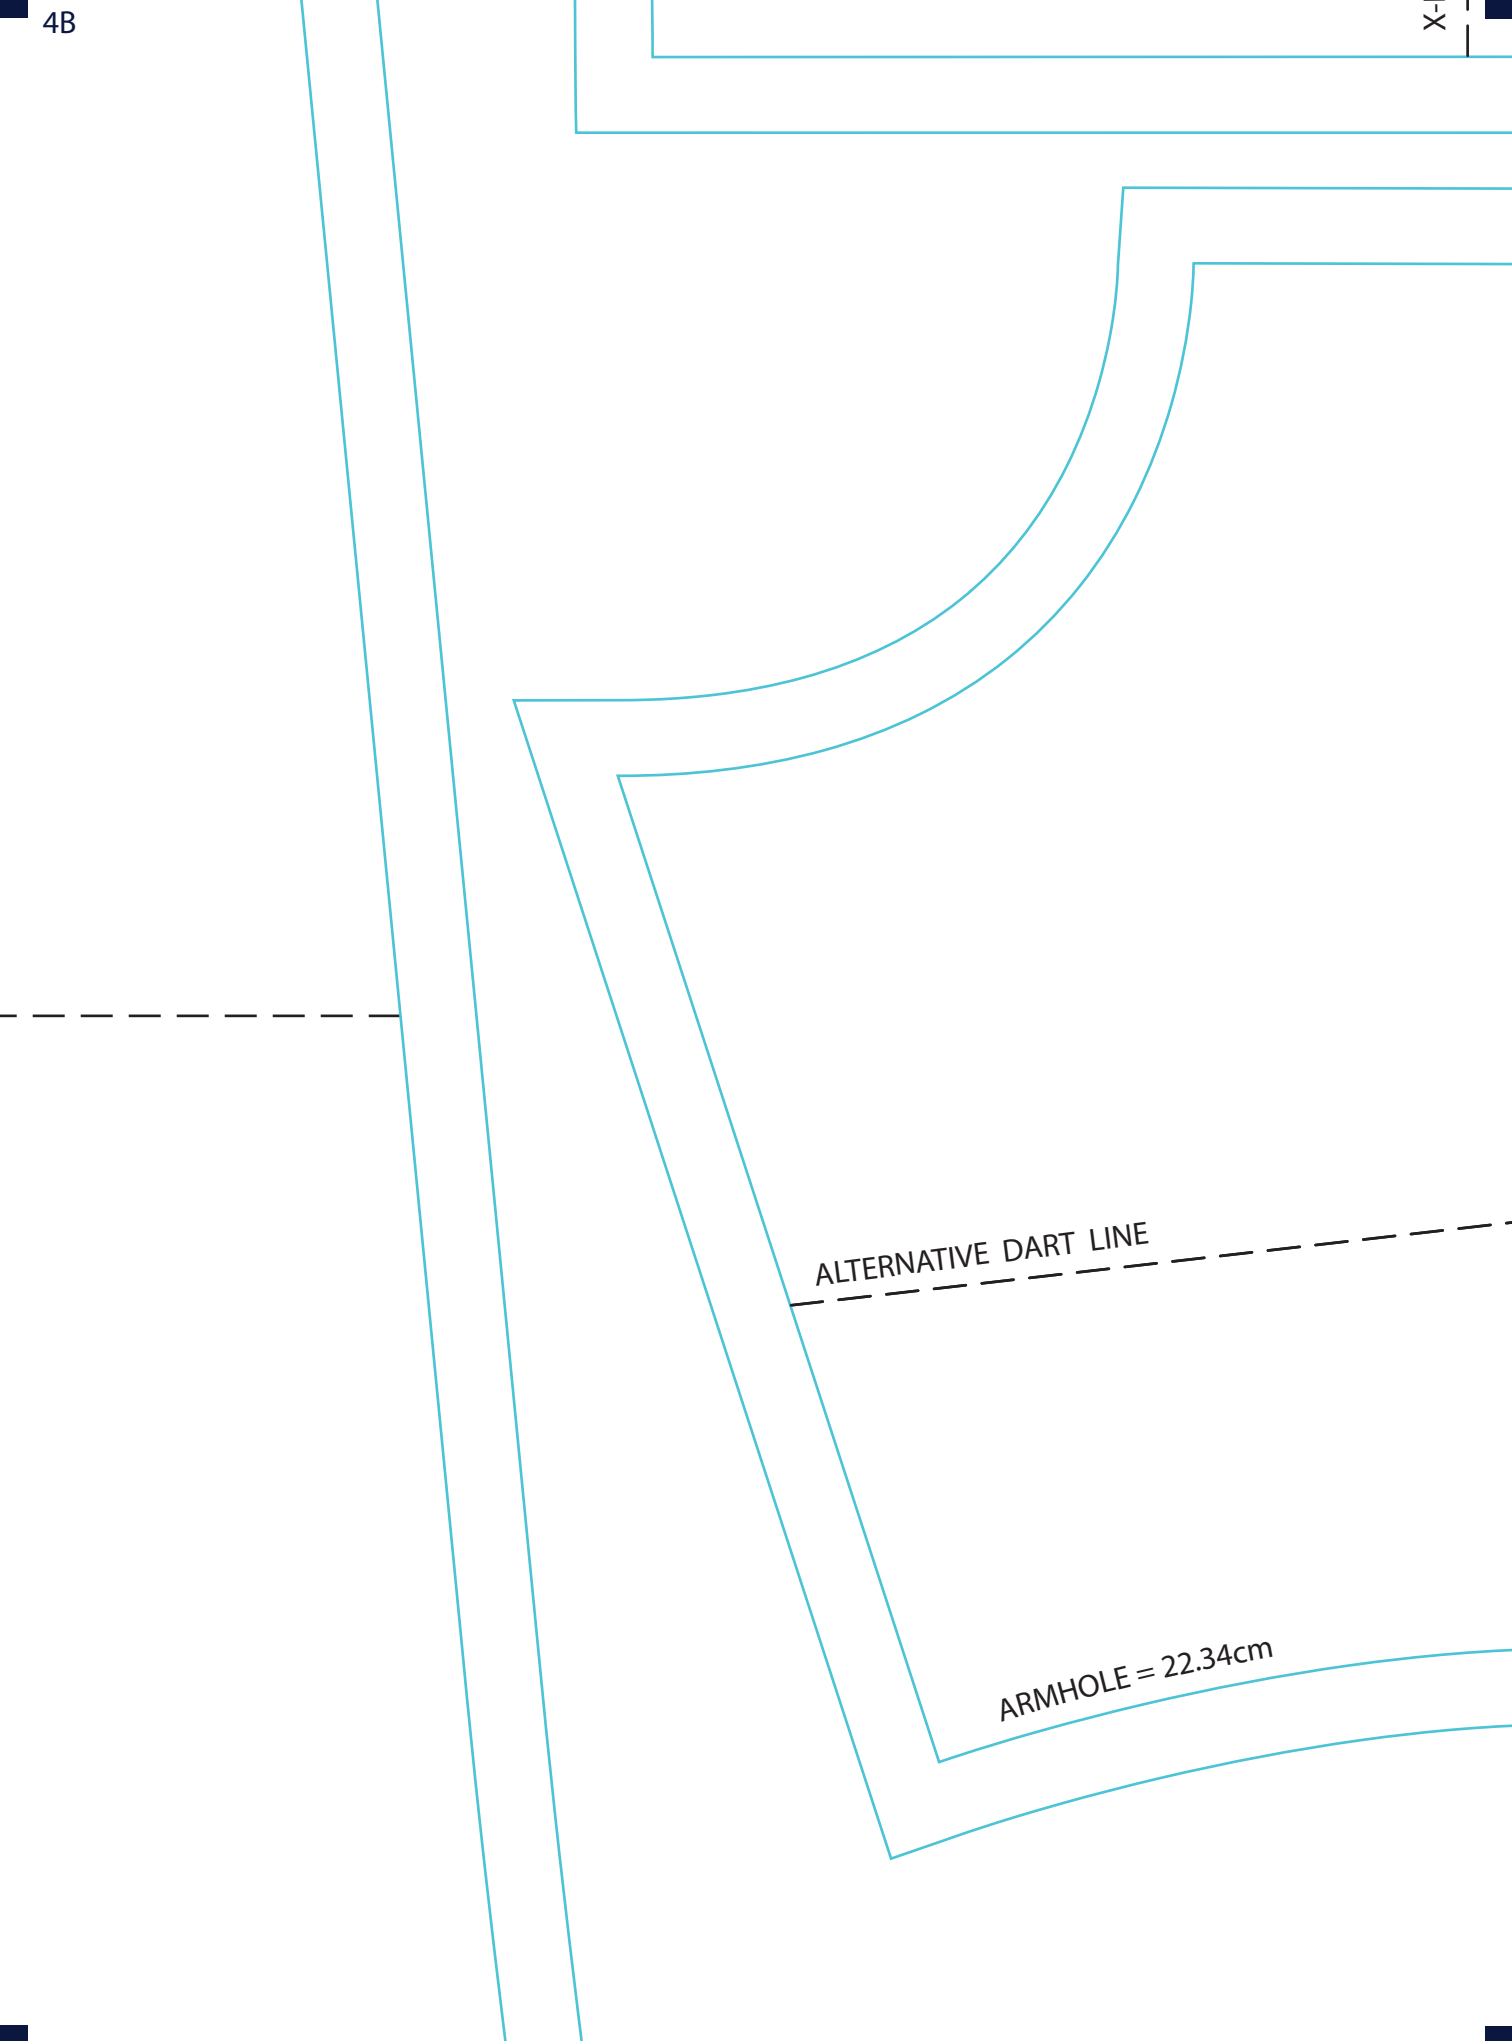 4B
X-
ALTERNATIVE DART LINE
ARMHOLE = 22.34cm